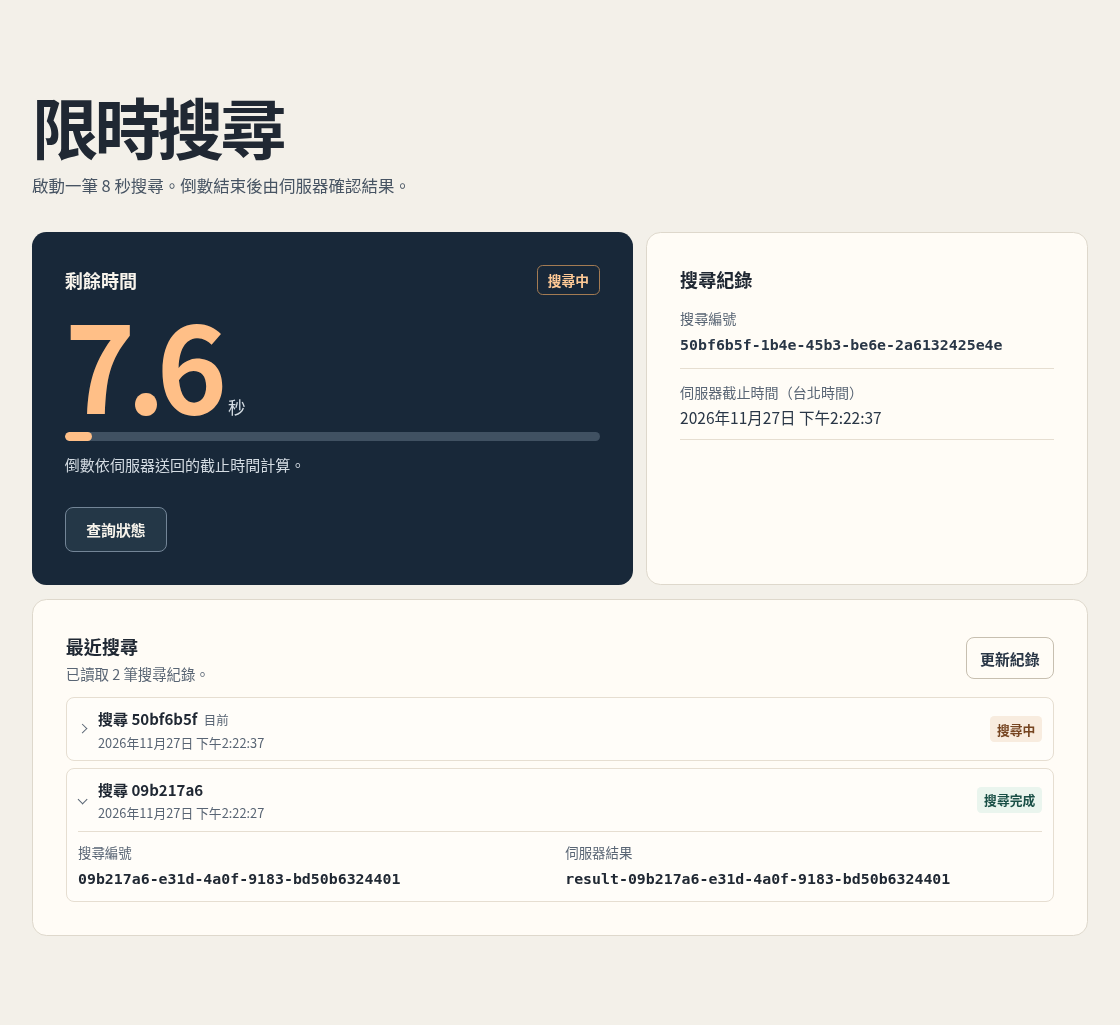 限時搜尋
啟動一筆 8 秒搜尋。倒數結束後由伺服器確認結果。
剩餘時間
搜尋中
7.6 秒
倒數依伺服器送回的截止時間計算。
查詢狀態
搜尋紀錄
搜尋編號
50bf6b5f-1b4e-45b3-be6e-2a6132425e4e
伺服器截止時間（台北時間）
2026年11月27日 下午2:22:37
最近搜尋
已讀取 2 筆搜尋紀錄。
更新紀錄
搜尋 50bf6b5f 目前
2026年11月27日 下午2:22:37
搜尋中
搜尋 09b217a6
2026年11月27日 下午2:22:27
搜尋完成
搜尋編號
09b217a6-e31d-4a0f-9183-bd50b6324401
伺服器結果
result-09b217a6-e31d-4a0f-9183-bd50b6324401